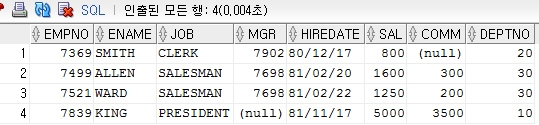 SQL | 인출된 모든 행: 4(0,004초)
EMPNO ENAME JOB MGR HIREDATE SAL COMM DEPTNO
1 7369 SMITH CLERK 7902 80/12/17 800 (null) 20
2 7499 ALLEN SALESMAN 7698 81/02/20 1600 300 30
3 7521 WARD SALESMAN 7698 81/02/22 1250 200 30
4 7839 KING PRESIDENT (null) 81/11/17 5000 3500 10